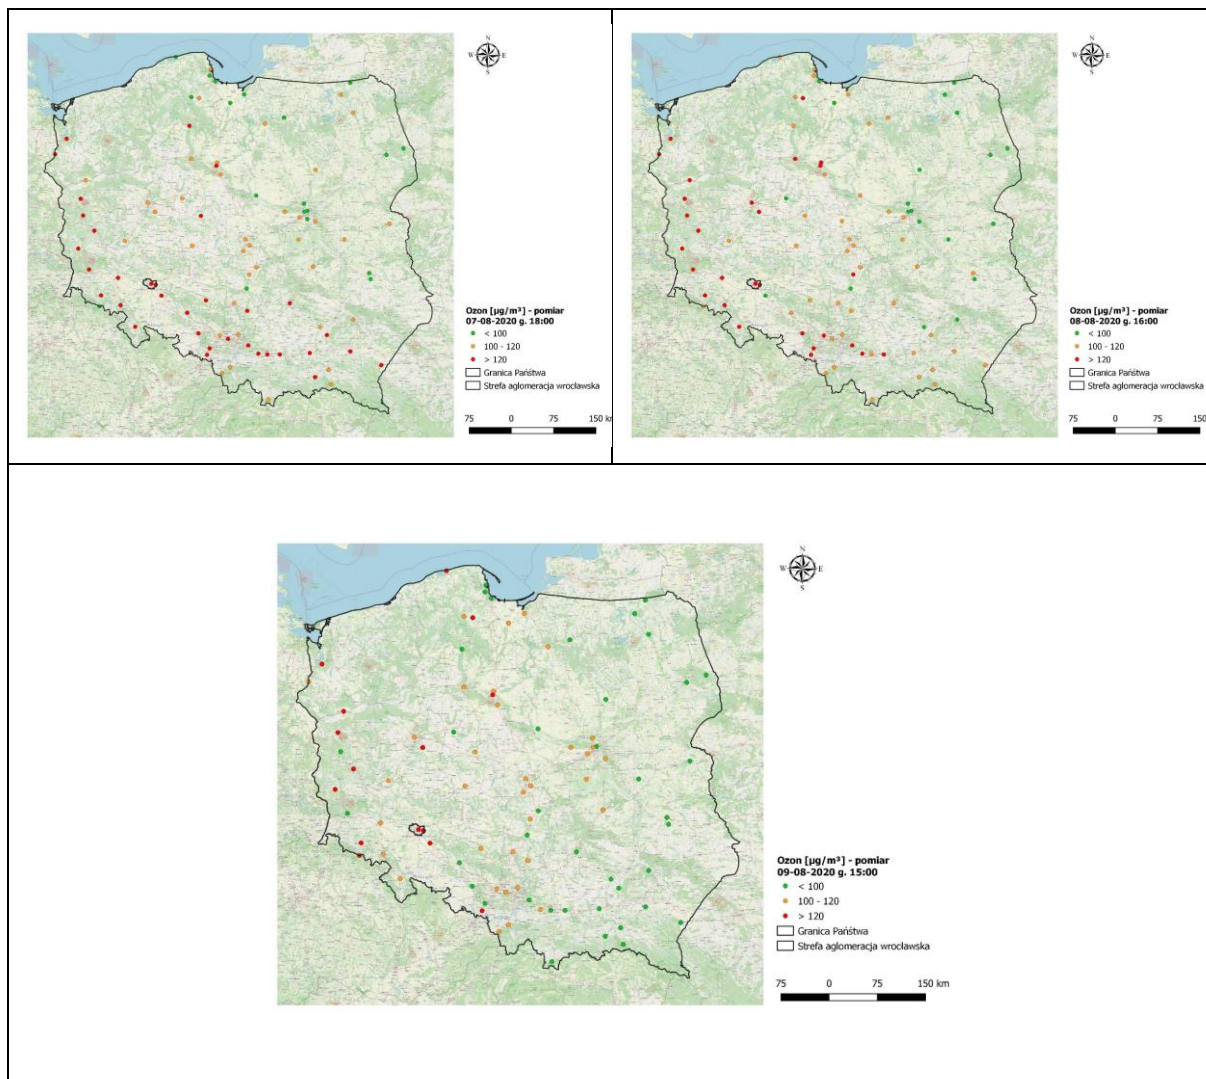 N
W E
S
Ozon [µg/m³] - pomiar
07-08-2020 g. 18:00
< 100
100 - 120
> 120
Granica Państwa
Strefa aglomeracja wrocławska
75 0 75 150 km
N
W E
S
Ozon [µg/m³] - pomiar
08-08-2020 g. 16:00
< 100
100 - 120
> 120
Granica Państwa
Strefa aglomeracja wrocławska
75 0 75 150 km
N
W E
S
Ozon [µg/m³] - pomiar
09-08-2020 g. 15:00
< 100
100 - 120
> 120
Granica Państwa
Strefa aglomeracja wrocławska
75 0 75 150 km